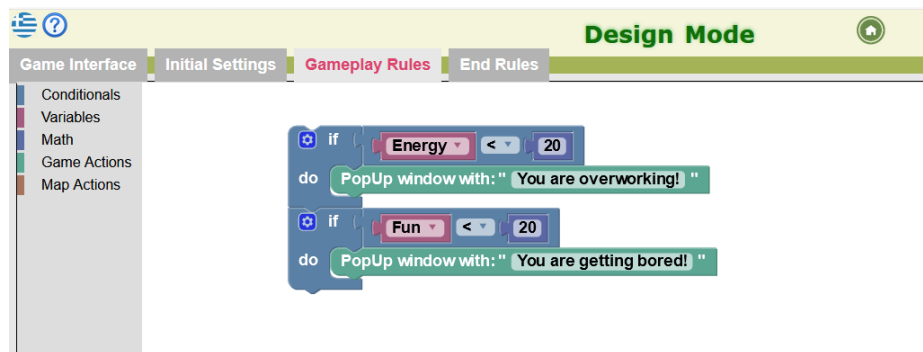 Design Mode
Game Interface Initial Settings Gameplay Rules End Rules
Conditionals
Variables
Math
Game Actions
Map Actions
if Energy < 20
do PopUp window with: " You are overworking! "
if Fun < 20
do PopUp window with: " You are getting bored! "